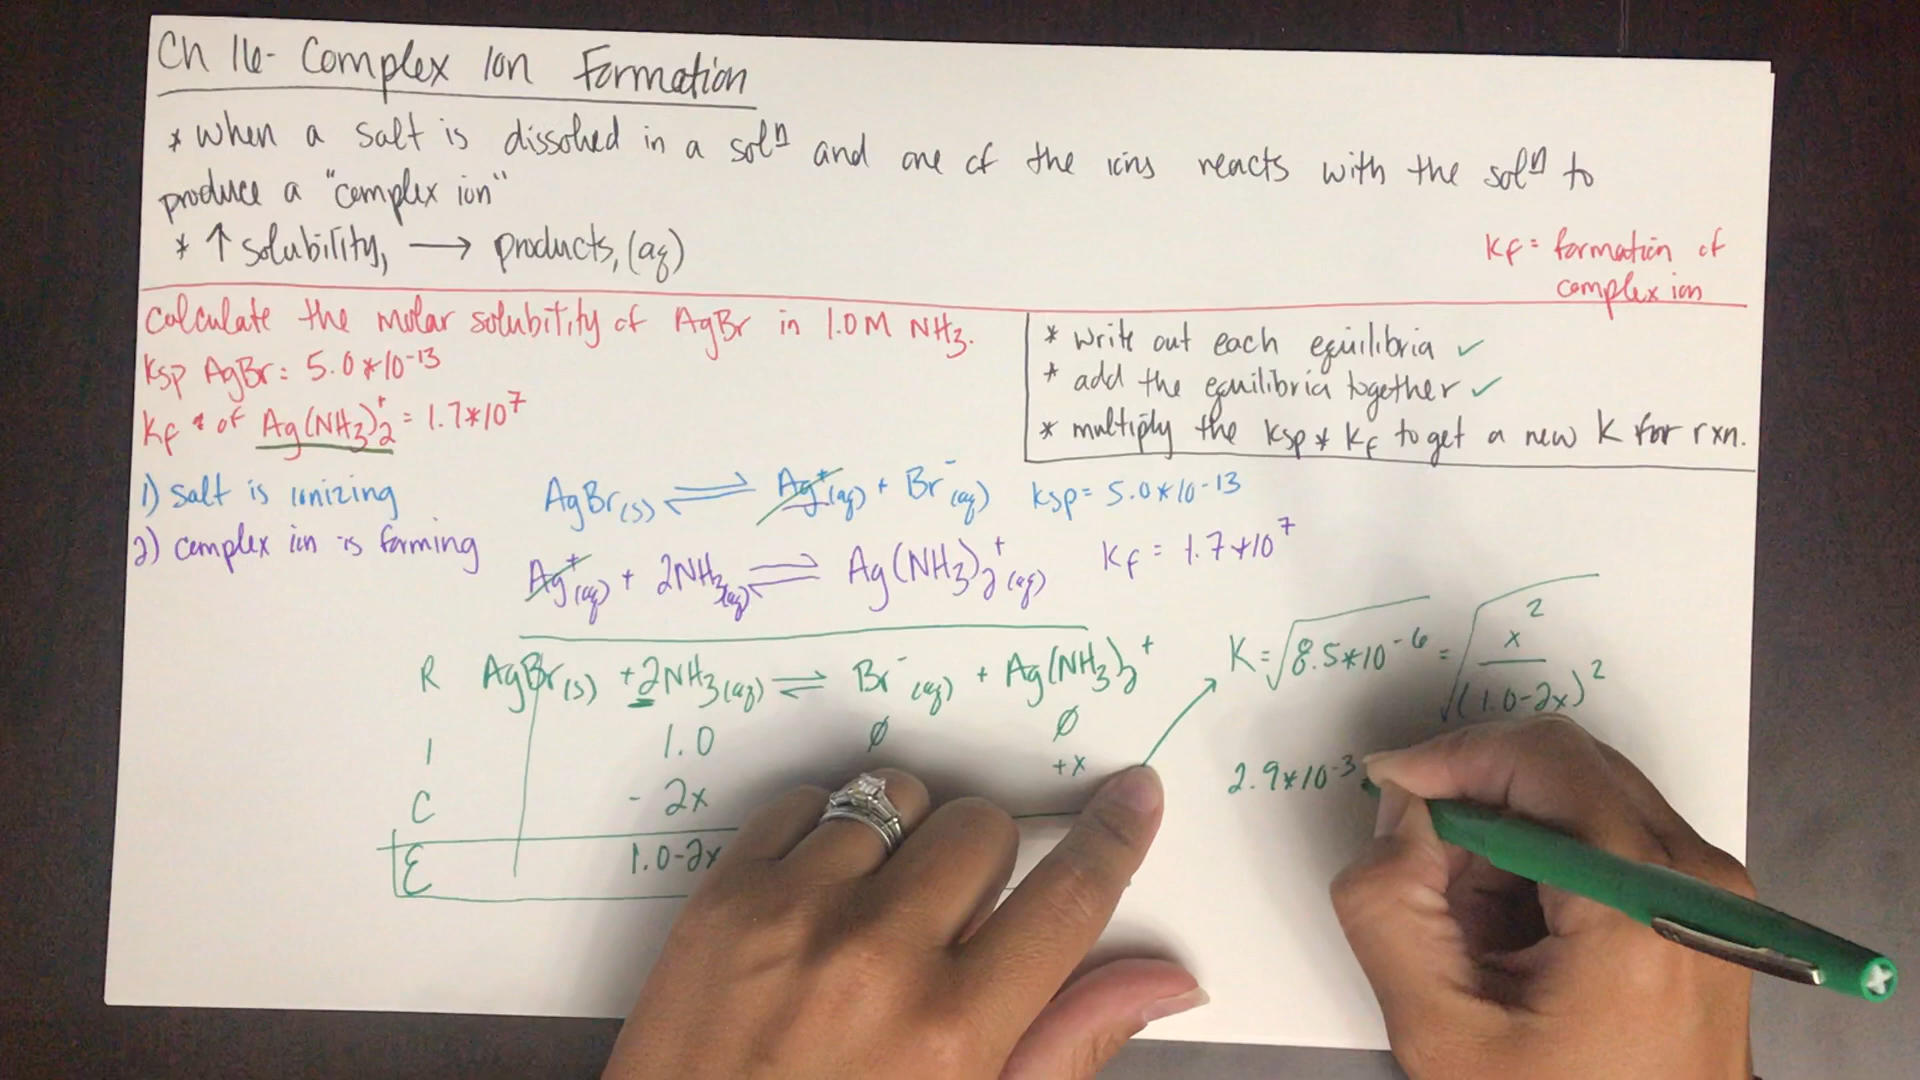 Ch 16- Complex Ion Formation
* When a salt is dissolved in a solⁿ and one of the ions reacts with the solⁿ to
produce a "complex ion"
* ↑ solubility, → products, (aq)
Kf = formation of
complex ion
Calculate the molar solubility of AgBr in 1.0M NH₃.
Ksp AgBr = 5.0*10⁻¹³
Kf of Ag(NH₃)₂⁺ = 1.7*10⁷
* write out each equilibria ✓
* add the equilibria together ✓
* multiply the Ksp * Kf to get a new K for rxn.
1) salt is ionizing AgBr(s) ⇌ Ag⁺(aq) + Br⁻(aq) Ksp = 5.0*10⁻¹³
2) complex ion is forming Ag⁺(aq) + 2NH₃(aq) ⇌ Ag(NH₃)₂⁺(aq) Kf = 1.7*10⁷
R AgBr(s) + 2NH₃(aq) ⇌ Br⁻(aq) + Ag(NH₃)₂⁺
I 1.0 ∅ ∅
C - 2x +x
E 1.0-2x
K = √8.5*10⁻⁶ = √x²/(1.0-2x)²
2.9*10⁻³